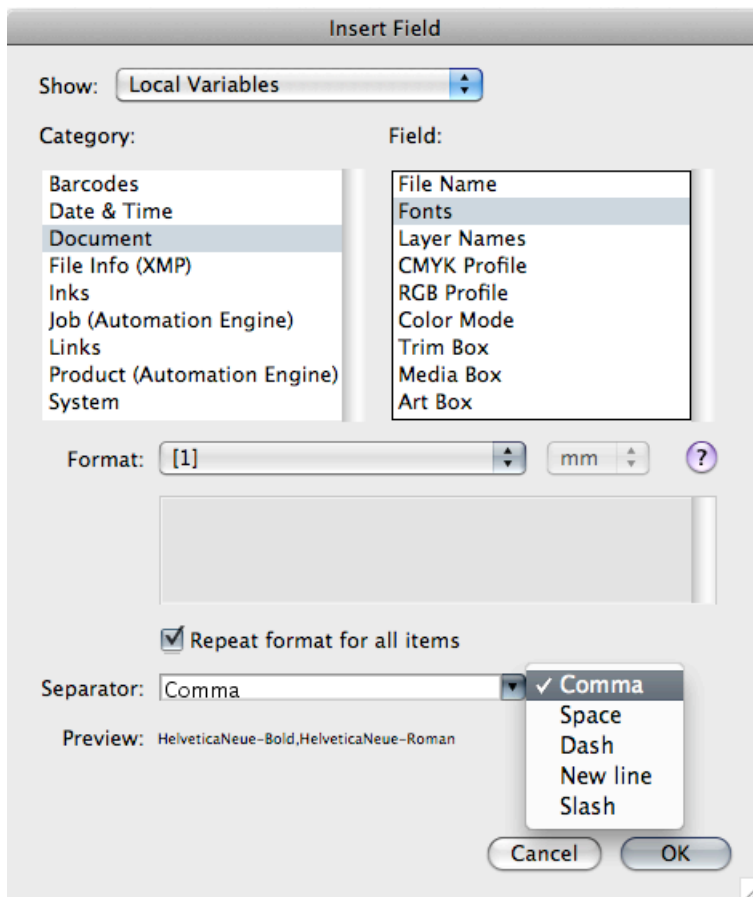 Insert Field
Show: Local Variables
Category: Field:
Barcodes
Date & Time
Document
File Info (XMP)
Inks
Job (Automation Engine)
Links
Product (Automation Engine)
System
File Name
Fonts
Layer Names
CMYK Profile
RGB Profile
Color Mode
Trim Box
Media Box
Art Box
Format: [1] mm ?
Repeat format for all items
Separator: Comma
✓ Comma
Space
Dash
New line
Slash
Preview: HelveticaNeue-Bold,HelveticaNeue-Roman
Cancel OK